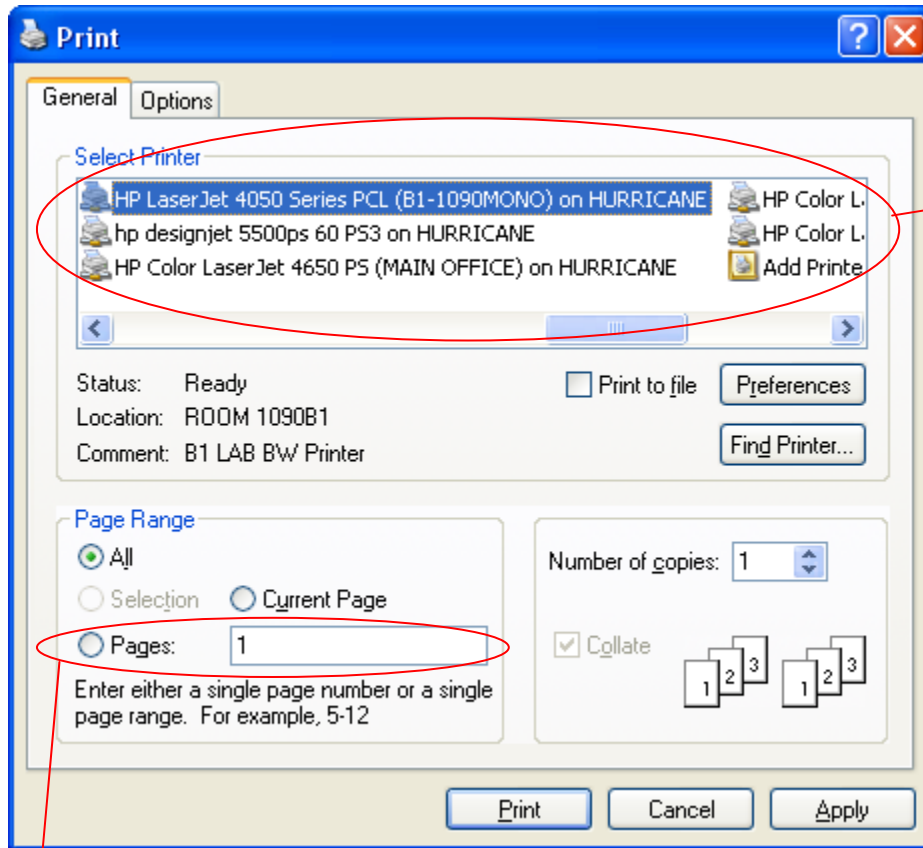 Print
General Options
Select Printer
HP LaserJet 4050 Series PCL (B1-1090MONO) on HURRICANE HP Color L
hp designjet 5500ps 60 PS3 on HURRICANE HP Color L
HP Color LaserJet 4650 PS (MAIN OFFICE) on HURRICANE Add Printe
Status: Ready Print to file Preferences
Location: ROOM 1090B1
Comment: B1 LAB BW Printer Find Printer...
Page Range
All
Number of copies: 1
Selection Current Page
Pages: 1
Collate
1 2 3 1 2 3
Enter either a single page number or a single
page range. For example, 5-12
Print Cancel Apply